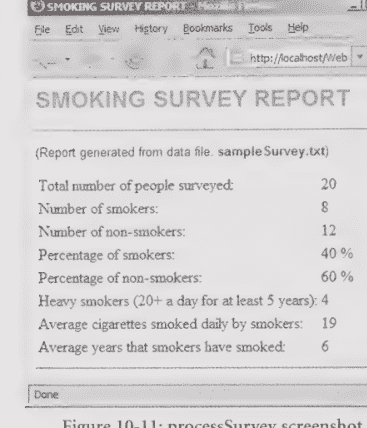 SMOKING SURVEY REPORT - Mozilla Firefox
File Edit View History Bookmarks Tools Help
http://localhost/Web
SMOKING SURVEY REPORT
(Report generated from data file. sampleSurvey.txt)
Total number of people surveyed: 20
Number of smokers: 8
Number of non-smokers: 12
Percentage of smokers: 40 %
Percentage of non-smokers: 60 %
Heavy smokers (20+ a day for at least 5 years): 4
Average cigarettes smoked daily by smokers: 19
Average years that smokers have smoked: 6
Done
Figure 10-11: processSurvey screenshot